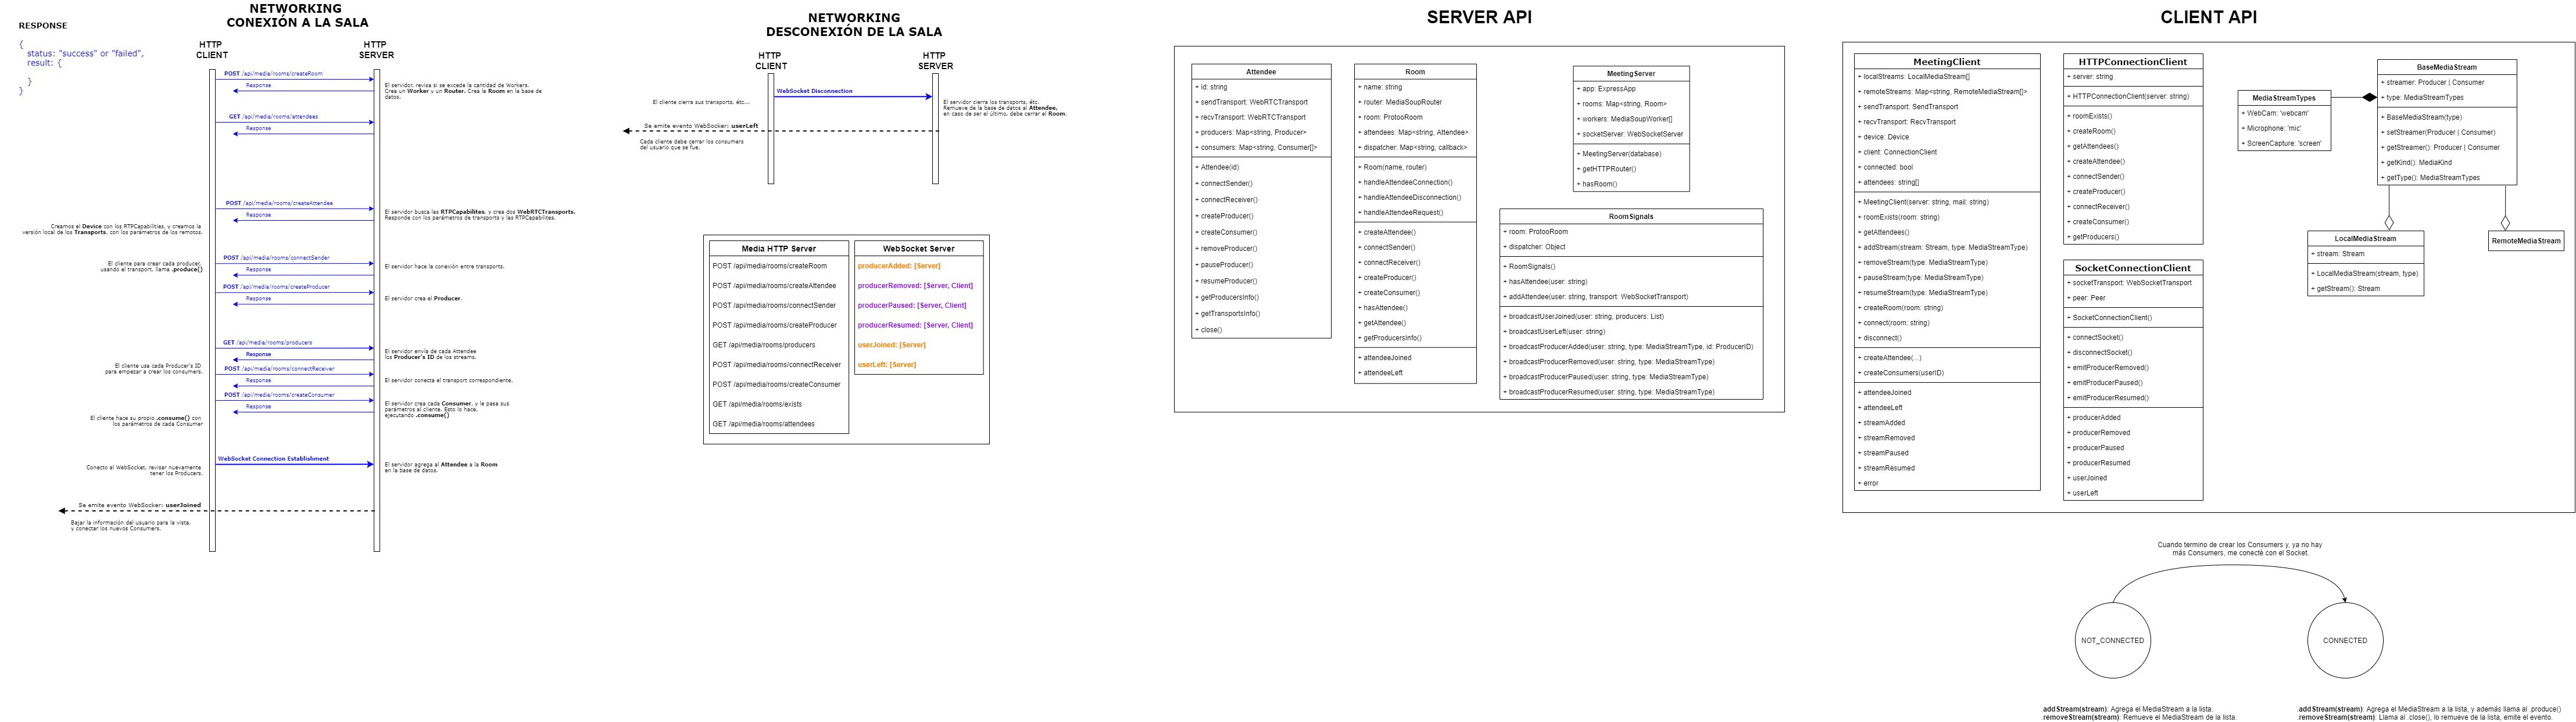 RESPONSE
{
status: "success" or "failed",
result: {
}
}
NETWORKING
CONEXIÓN A LA SALA
HTTP
CLIENT
HTTP
SERVER
POST /api/media/rooms/createRoom
Response
El servidor, revisa si se excede la cantidad de Workers.
Crea un Worker y un Router. Crea la Room en la base de
datos.
GET /api/media/rooms/attendees
Response
POST /api/media/rooms/createAttendee
Response
El servidor busca las RTPCapabilites, y crea dos WebRTCTransports.
Responde con los parámetros de transports y las RTPCapabilites.
Creamos el Device con los RTPCapabilities, y creamos la
versión local de los Transports, con los parámetros de los remotos.
POST /api/media/rooms/connectSender
Response
El cliente para crear cada producer,
usando el transport, llama .produce()
El servidor hace la conexión entre transports.
POST /api/media/rooms/createProducer
Response
El servidor crea el Producer.
GET /api/media/rooms/producers
Response
El servidor envía de cada Attendee
los Producer's ID de los streams.
El cliente usa cada Producer's ID
para empezar a crear los consumers.
POST /api/media/rooms/connectReceiver
Response
El servidor conecta el transport correspondiente.
POST /api/media/rooms/createConsumer
Response
El servidor crea cada Consumer, y le pasa sus
parámetros al cliente. Esto lo hace,
ejecutando .consume()
El cliente hace su propio .consume() con
los parámetros de cada Consumer
WebSocket Connection Establishment
Conecto al WebSocket, revisar nuevamente
tener los Producers.
El servidor agrega al Attendee a la Room
en la base de datos.
Se emite evento WebSocker: userJoined
Bajar la información del usuario para la vista,
y conectar los nuevos Consumers.
NETWORKING
DESCONEXIÓN DE LA SALA
HTTP
CLIENT
HTTP
SERVER
WebSocket Disconnection
El cliente cierra sus transports, étc...
El servidor cierra los transports, étc.
Remueve de la base de datos al Attendee,
en caso de ser el último, debe cerrar el Room.
Se emite evento WebSocker: userLeft
Cada cliente debe cerrar los consumers
del usuario que se fue.
Media HTTP Server
POST /api/media/rooms/createRoom
POST /api/media/rooms/createAttendee
POST /api/media/rooms/connectSender
POST /api/media/rooms/createProducer
GET /api/media/rooms/producers
POST /api/media/rooms/connectReceiver
POST /api/media/rooms/createConsumer
GET /api/media/rooms/exists
GET /api/media/rooms/attendees
WebSocket Server
producerAdded: [Server]
producerRemoved: [Server, Client]
producerPaused: [Server, Client]
producerResumed: [Server, Client]
userJoined: [Server]
userLeft: [Server]
SERVER API
Attendee
+ id: string
+ sendTransport: WebRTCTransport
+ recvTransport: WebRTCTransport
+ producers: Map<string, Producer>
+ consumers: Map<string, Consumer[]>
+ Attendee(id)
+ connectSender()
+ connectReceiver()
+ createProducer()
+ createConsumer()
+ removeProducer()
+ pauseProducer()
+ resumeProducer()
+ getProducersInfo()
+ getTransportsInfo()
+ close()
Room
+ name: string
+ router: MediaSoupRouter
+ room: ProtooRoom
+ attendees: Map<string, Attendee>
+ dispatcher: Map<string, callback>
+ Room(name, router)
+ handleAttendeeConnection()
+ handleAttendeeDisconnection()
+ handleAttendeeRequest()
+ createAttendee()
+ connectSender()
+ connectReceiver()
+ createProducer()
+ createConsumer()
+ hasAttendee()
+ getAttendee()
+ getProducersInfo()
+ attendeeJoined
+ attendeeLeft
MeetingServer
+ app: ExpressApp
+ rooms: Map<string, Room>
+ workers: MediaSoupWorker[]
+ socketServer: WebSocketServer
+ MeetingServer(database)
+ getHTTPRouter()
+ hasRoom()
RoomSignals
+ room: ProtooRoom
+ dispatcher: Object
+ RoomSignals()
+ hasAttendee(user: string)
+ addAttendee(user: string, transport: WebSocketTransport)
+ broadcastUserJoined(user: string, producers: List)
+ broadcastUserLeft(user: string)
+ broadcastProducerAdded(user: string, type: MediaStreamType, id: ProducerID)
+ broadcastProducerRemoved(user: string, type: MediaStreamType)
+ broadcastProducerPaused(user: string, type: MediaStreamType)
+ broadcastProducerResumed(user: string, type: MediaStreamType)
CLIENT API
MeetingClient
+ localStreams: LocalMediaStream[]
+ remoteStreams: Map<string, RemoteMediaStream[]>
+ sendTransport: SendTransport
+ recvTransport: RecvTransport
+ device: Device
+ client: ConnectionClient
+ connected: bool
+ attendees: string[]
+ MeetingClient(server: string, mail: string)
+ roomExists(room: string)
+ getAttendees()
+ addStream(stream: Stream, type: MediaStreamType)
+ removeStream(type: MediaStreamType)
+ pauseStream(type: MediaStreamType)
+ resumeStream(type: MediaStreamType)
+ createRoom(room: string)
+ connect(room: string)
+ disconnect()
+ createAttendee(...)
+ createConsumers(userID)
+ attendeeJoined
+ attendeeLeft
+ streamAdded
+ streamRemoved
+ streamPaused
+ streamResumed
+ error
HTTPConnectionClient
+ server: string
+ HTTPConnectionClient(server: string)
+ roomExists()
+ createRoom()
+ getAttendees()
+ createAttendee()
+ connectSender()
+ createProducer()
+ connectReceiver()
+ createConsumer()
+ getProducers()
SocketConnectionClient
+ socketTransport: WebSocketTransport
+ peer: Peer
+ SocketConnectionClient()
+ connectSocket()
+ disconnectSocket()
+ emitProducerRemoved()
+ emitProducerPaused()
+ emitProducerResumed()
+ producerAdded
+ producerRemoved
+ producerPaused
+ producerResumed
+ userJoined
+ userLeft
MediaStreamTypes
+ WebCam: 'webcam'
+ Microphone: 'mic'
+ ScreenCapture: 'screen'
BaseMediaStream
+ streamer: Producer | Consumer
+ type: MediaStreamTypes
+ BaseMediaStream(type)
+ setStreamer(Producer | Consumer)
+ getStreamer(): Producer | Consumer
+ getKind(): MediaKind
+ getType(): MediaStreamTypes
LocalMediaStream
+ stream: Stream
+ LocalMediaStream(stream, type)
+ getStream(): Stream
RemoteMediaStream
Cuando termino de crear los Consumers y, ya no hay
más Consumers, me conecté con el Socket.
NOT_CONNECTED
CONNECTED
.addStream(stream): Agrega el MediaStream a la lista.
.removeStream(stream): Remueve el MediaStream de la lista.
.addStream(stream): Agrega el MediaStream a la lista, y además llama al .produce()
.removeStream(stream): Llama al .close(), lo remueve de la lista, emite el evento.